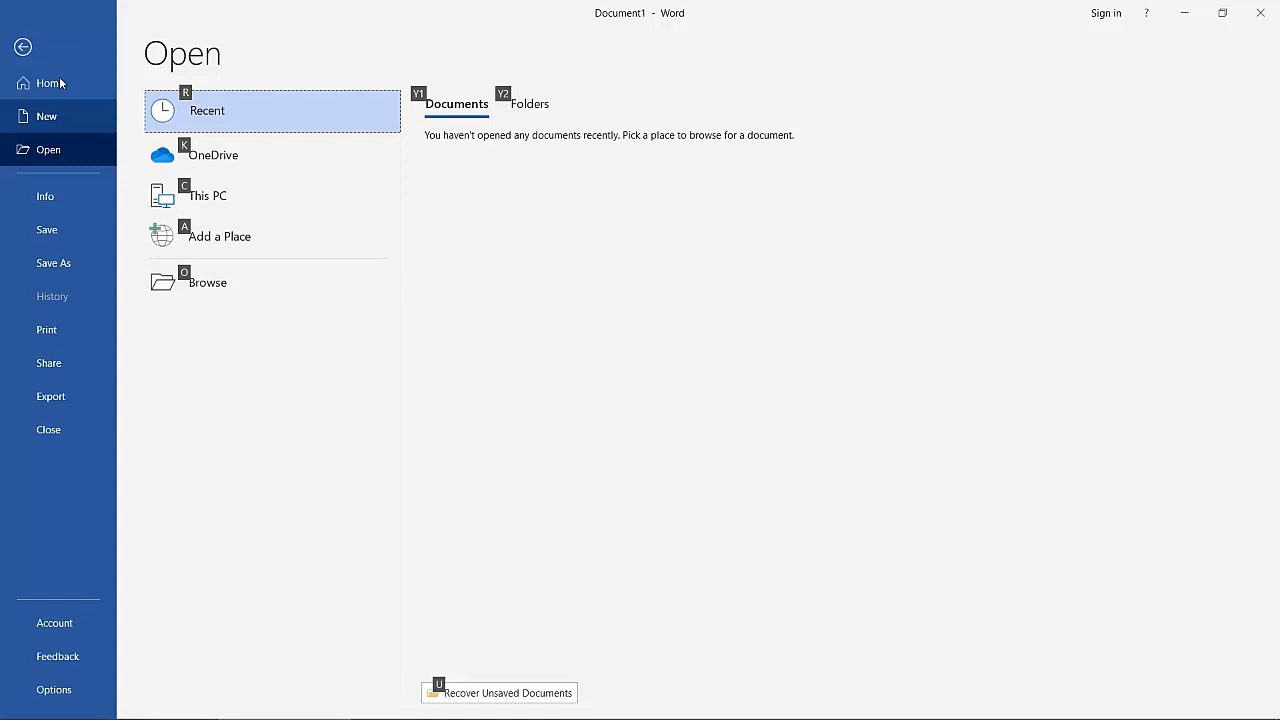 Document1 - Word
Sign in
?
Home
New
Open
Info
Save
Save As
History
Print
Share
Export
Close
Account
Feedback
Options
Open
R
Recent
K
OneDrive
C
This PC
A
Add a Place
O
Browse
Y1
Documents
Y2
Folders
You haven't opened any documents recently. Pick a place to browse for a document.
U
Recover Unsaved Documents